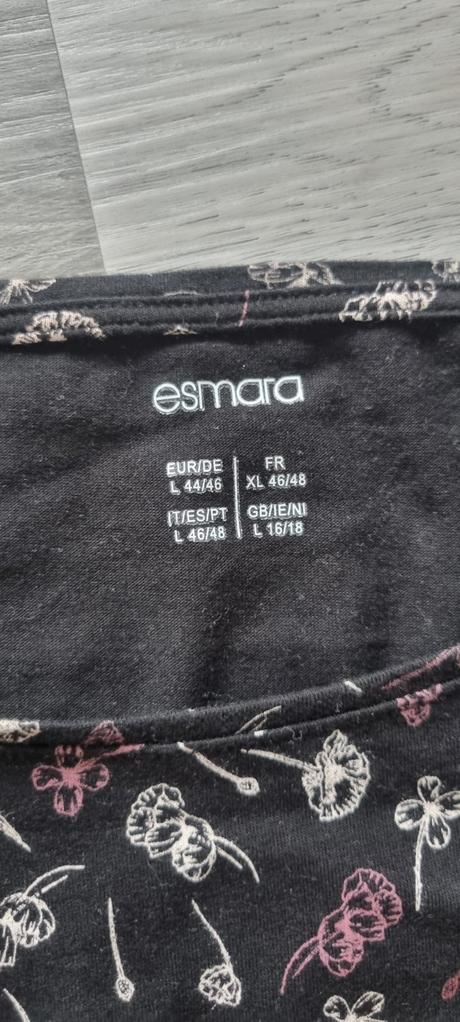 esmara
EUR/DE
L 44/46
FR
XL 46/48
IT/ES/PT
L 46/48
GB/IE/NI
L 16/18